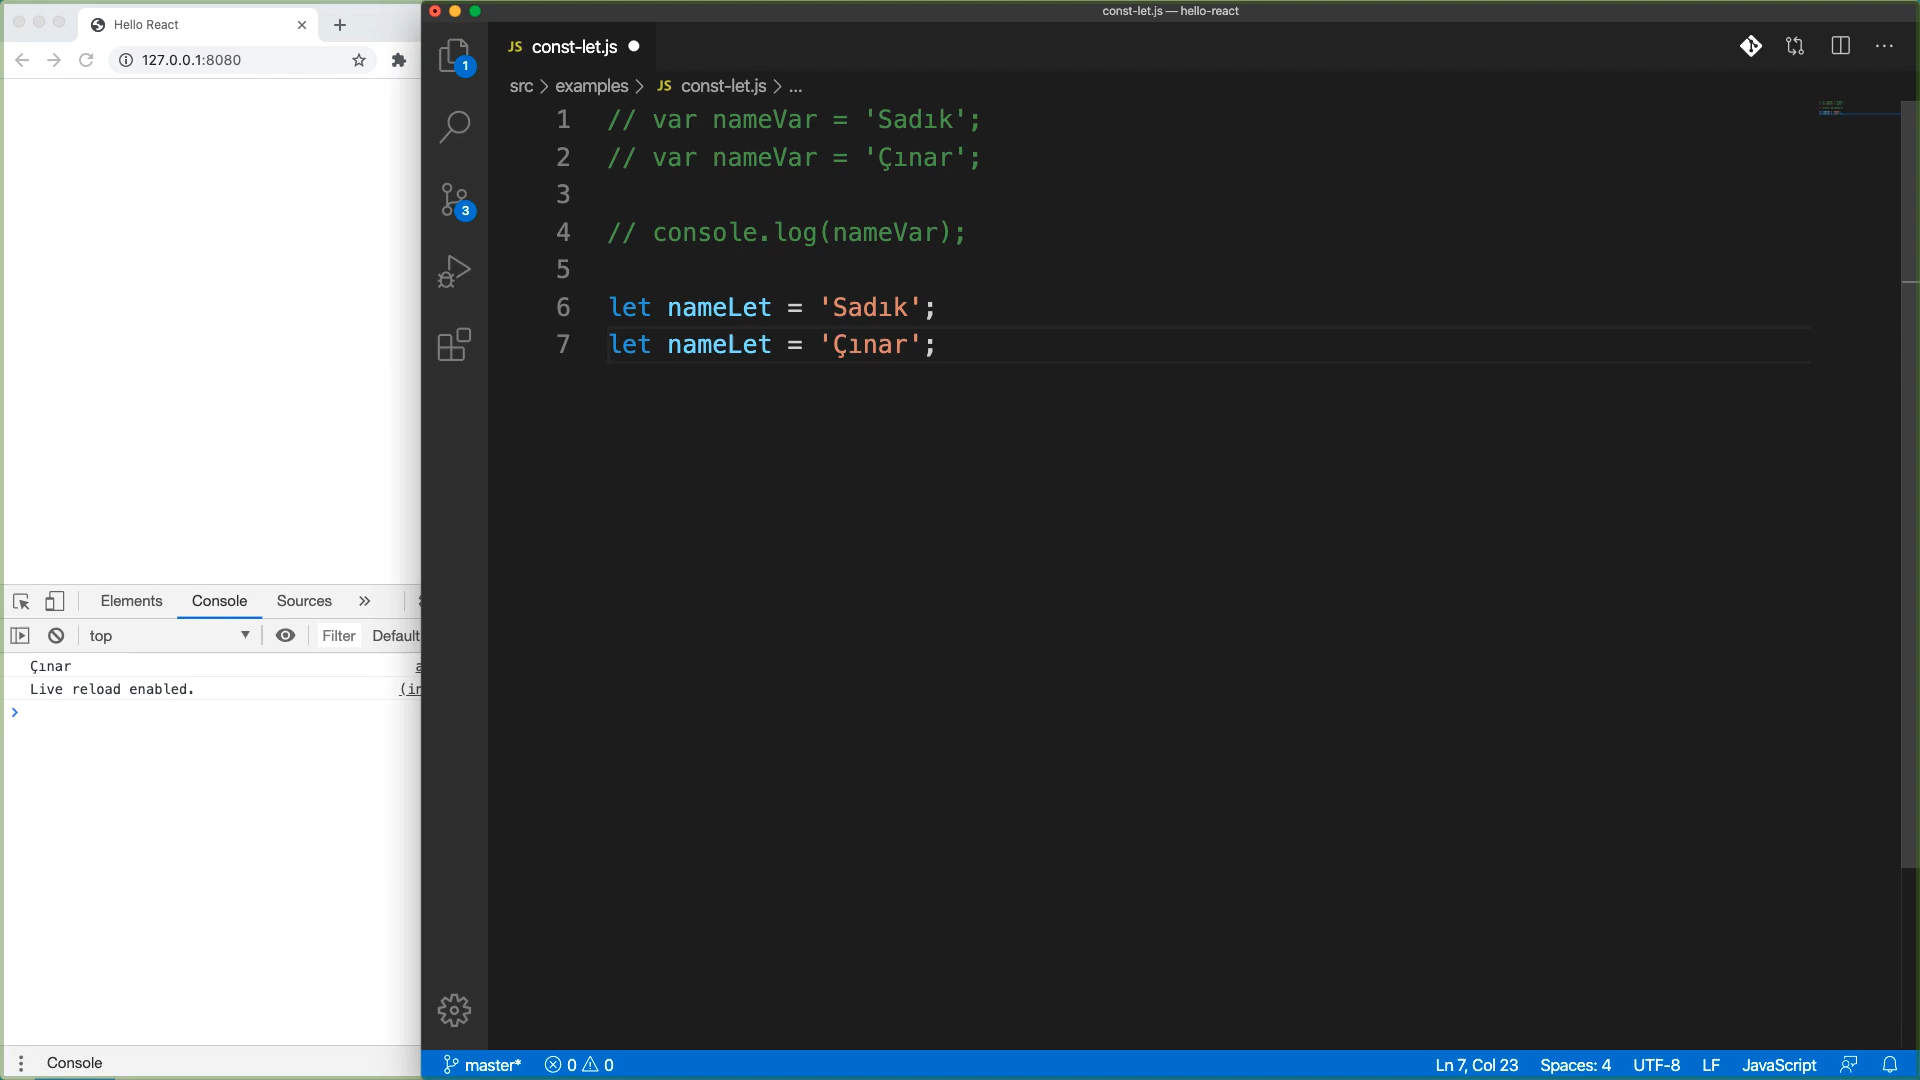 Hello React
127.0.0.1:8080
Elements
Console
Sources
top
Filter
Default
Çınar
Live reload enabled.
Console
const-let.js — hello-react
1
3
JS const-let.js
src > examples > JS const-let.js > ...
1 // var nameVar = 'Sadık';
2 // var nameVar = 'Çınar';
3
4 // console.log(nameVar);
5
6 let nameLet = 'Sadık';
7 let nameLet = 'Çınar';
master* 0 0 Ln 7, Col 23 Spaces: 4 UTF-8 LF JavaScript